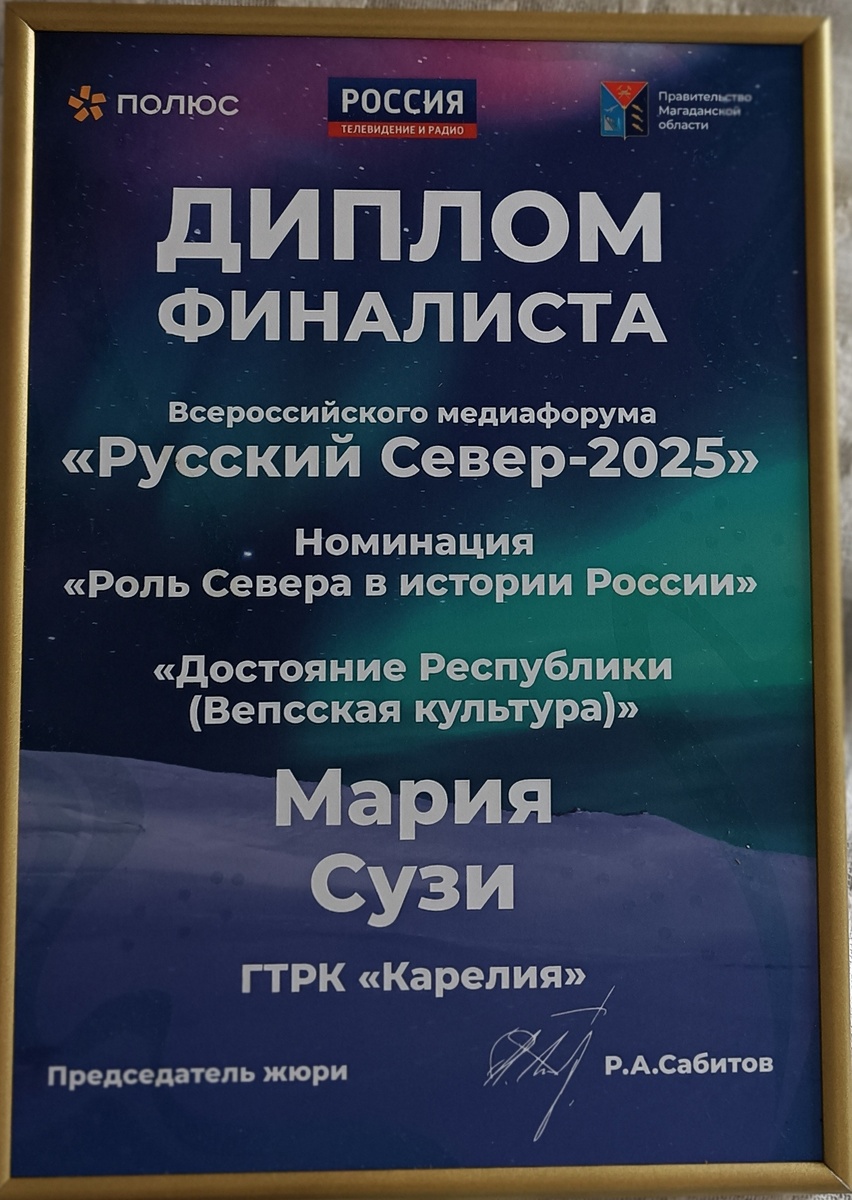 ПОЛЮС
РОССИЯ
ТЕЛЕВИДЕНИЕ И РАДИО
Правительство
Магаданской
области
ДИПЛОМ
ФИНАЛИСТА
Всероссийского медиафорума
«Русский Север-2025»
Номинация
«Роль Севера в истории России»
«Достояние Республики
(Вепсская культура)»
Мария
Сузи
ГТРК «Карелия»
Председатель жюри
Р.А.Сабитов